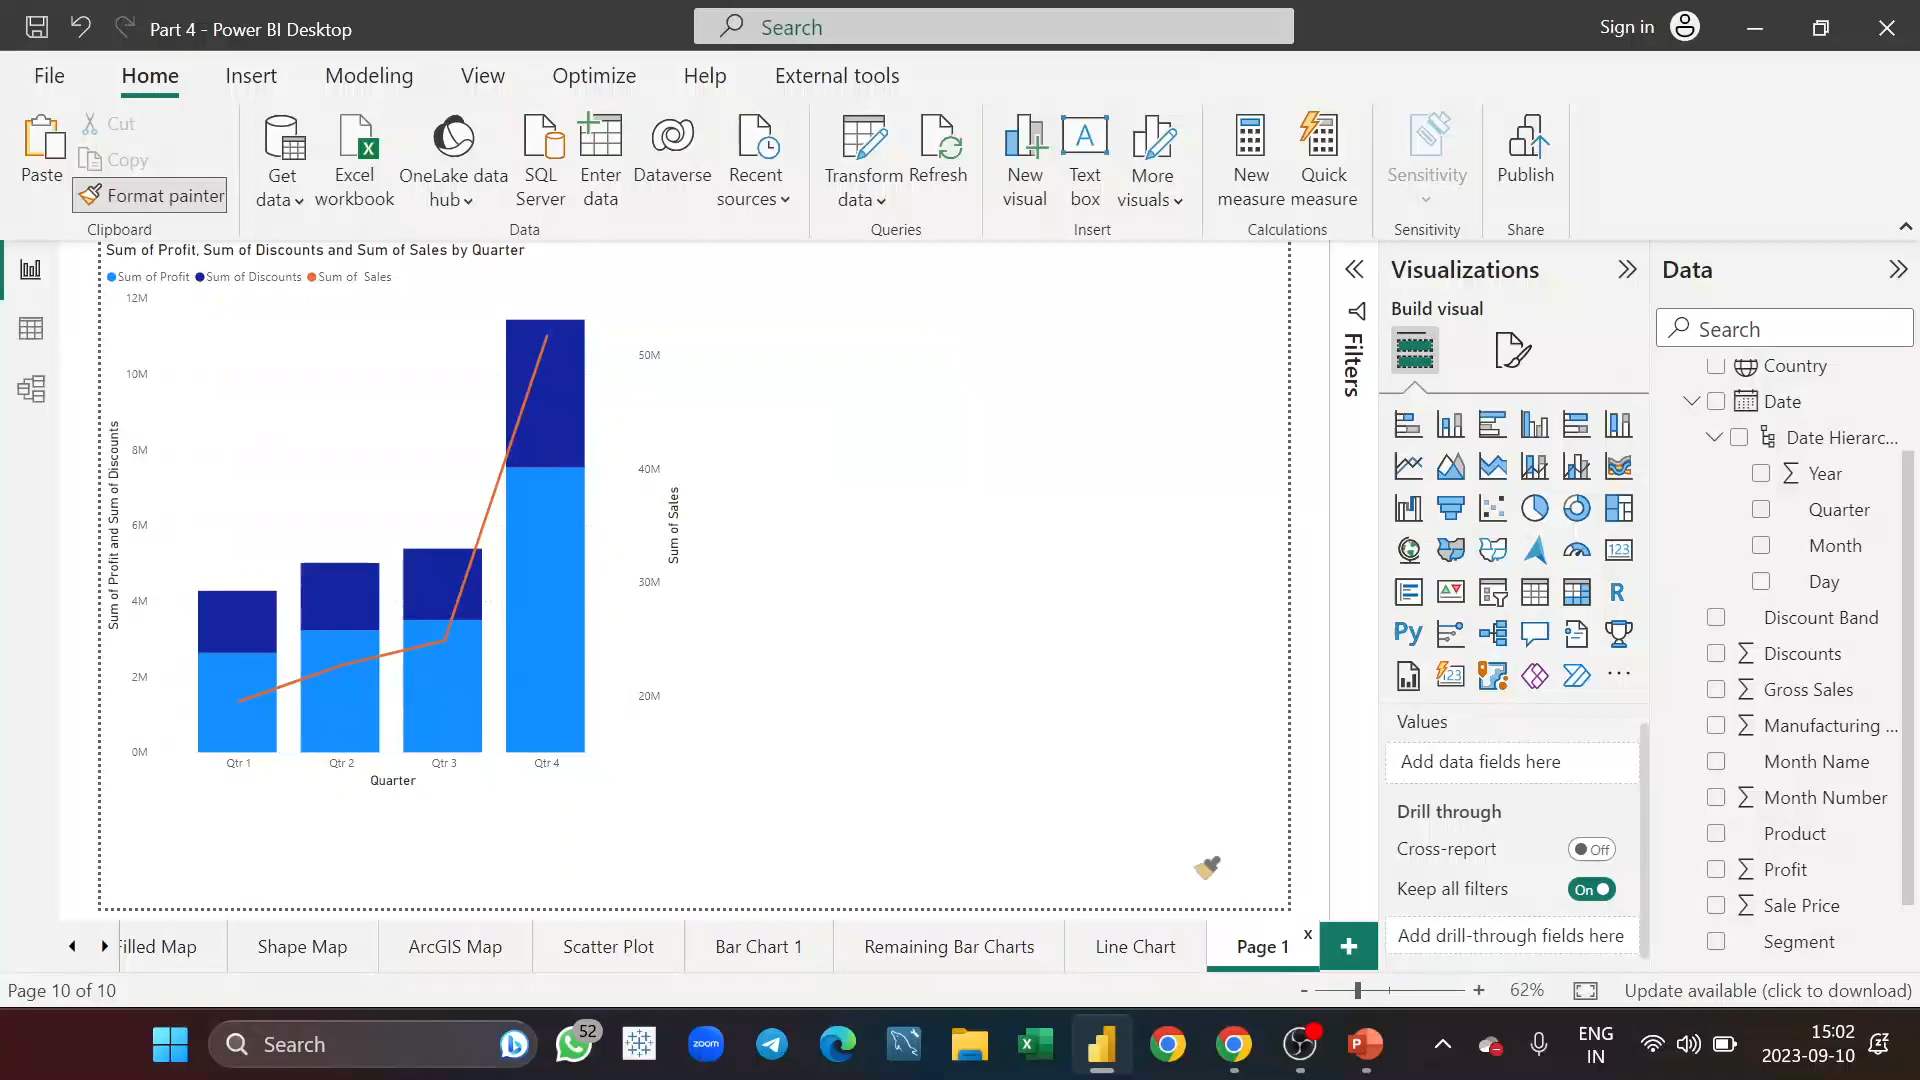 Part 4 - Power BI Desktop
Search
Sign in
File
Home
Insert
Modeling
View
Optimize
Help
External tools
Paste
Cut
Copy
Format painter
Clipboard
Get data
Excel workbook
OneLake data hub
SQL Server
Enter data
Dataverse
Recent sources
Data
Transform data
Refresh
Queries
New visual
Text box
More visuals
Insert
New measure
Quick measure
Calculations
Sensitivity
Sensitivity
Publish
Share
Sum of Profit, Sum of Discounts and Sum of Sales by Quarter
Sum of Profit
Sum of Discounts
Sum of Sales
12M
10M
8M
6M
4M
2M
0M
Sum of Profit and Sum of Discounts
Qtr 1
Qtr 2
Qtr 3
Qtr 4
Quarter
50M
40M
30M
20M
Sum of Sales
Filters
Visualizations
Build visual
123
R
Py
123
Values
Add data fields here
Drill through
Cross-report
Off
Keep all filters
On
Add drill-through fields here
Data
Search
Country
Date
Date Hierarc...
Year
Quarter
Month
Day
Discount Band
Discounts
Gross Sales
Manufacturing ...
Month Name
Month Number
Product
Profit
Sale Price
Segment
Filled Map
Shape Map
ArcGIS Map
Scatter Plot
Bar Chart 1
Remaining Bar Charts
Line Chart
Page 1
x
+
Page 10 of 10
- + 62%
Update available (click to download)
Search
52
zoom
ENG
IN
15:02
2023-09-10